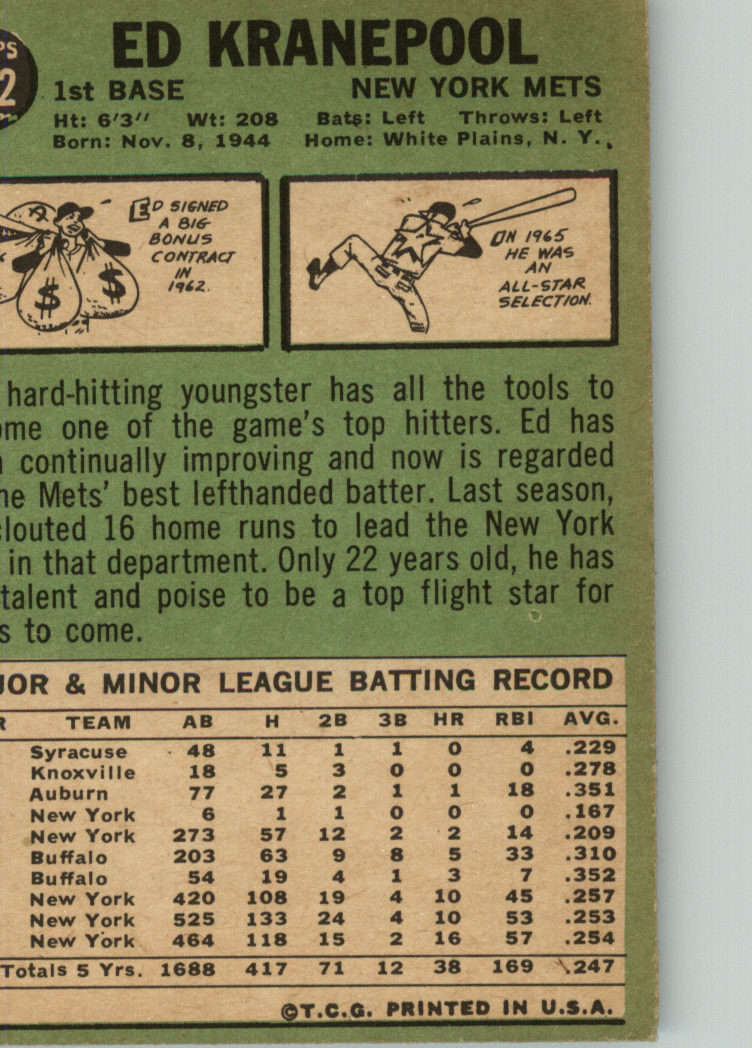 PS
2
ED KRANEPOOL
1st BASE NEW YORK METS
Ht: 6'3" Wt: 208 Bats: Left Throws: Left
Born: Nov. 8, 1944 Home: White Plains, N. Y.
ED SIGNED
A BIG
BONUS
CONTRACT
IN
1962.
$ $
ON 1965
HE WAS
AN
ALL-STAR
SELECTION.
hard-hitting youngster has all the tools to
ome one of the game's top hitters. Ed has
continually improving and now is regarded
he Mets' best lefthanded batter. Last season,
clouted 16 home runs to lead the New York
in that department. Only 22 years old, he has
talent and poise to be a top flight star for
s to come.
JOR & MINOR LEAGUE BATTING RECORD
R TEAM AB H 2B 3B HR RBI AVG.
Syracuse 48 11 1 1 0 4 .229
Knoxville 18 5 3 0 0 0 .278
Auburn 77 27 2 1 1 18 .351
New York 6 1 1 0 0 0 .167
New York 273 57 12 2 2 14 .209
Buffalo 203 63 9 8 5 33 .310
Buffalo 54 19 4 1 3 7 .352
New York 420 108 19 4 10 45 .257
New York 525 133 24 4 10 53 .253
New York 464 118 15 2 16 57 .254
Totals 5 Yrs. 1688 417 71 12 38 169 .247
©T.C.G. PRINTED IN U.S.A.